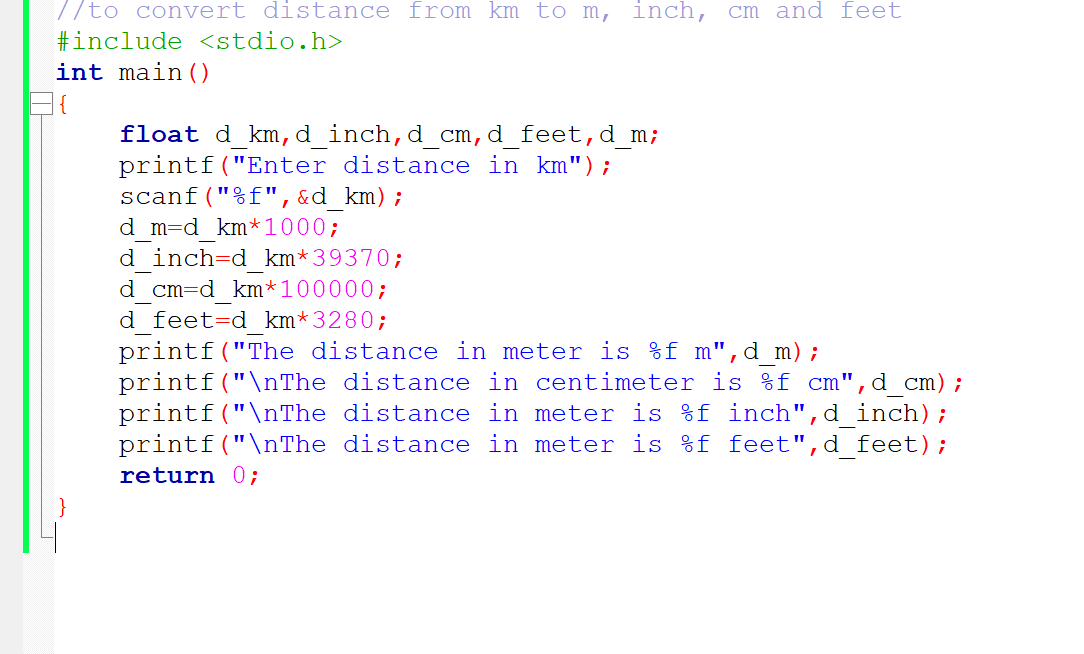 //to convert distance from km to m, inch, cm and feet
#include <stdio.h>
int main()
{
    float d_km,d_inch,d_cm,d_feet,d_m;
    printf("Enter distance in km");
    scanf("%f",&d_km);
    d_m=d_km*1000;
    d_inch=d_km*39370;
    d_cm=d_km*100000;
    d_feet=d_km*3280;
    printf("The distance in meter is %f m",d_m);
    printf("\nThe distance in centimeter is %f cm",d_cm);
    printf("\nThe distance in meter is %f inch",d_inch);
    printf("\nThe distance in meter is %f feet",d_feet);
    return 0;
}